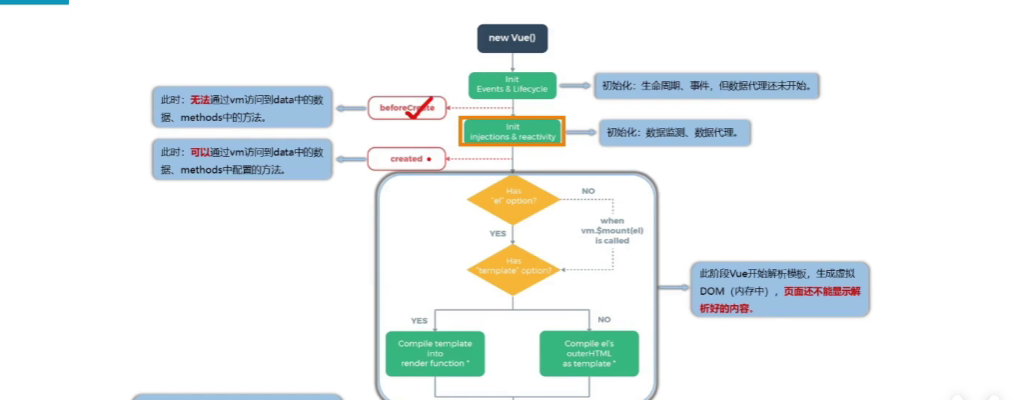 new Vue()
Init
Events & Lifecycle
初始化：生命周期、事件，但数据代理还未开始。
此时：无法通过vm访问到data中的数
据、methods中的方法。
beforeCreate
Init
injections & reactivity
初始化：数据监测、数据代理。
此时：可以通过vm访问到data中的数
据、methods中配置的方法。
created
Has
"el" option?
NO
when
vm.$mount(el)
is called
YES
Has
"template" option?
此阶段Vue开始解析模板，生成虚拟
DOM（内存中），页面还不能显示解
析好的内容。
YES
NO
Compile template
into
render function *
Compile el's
outerHTML
as template *